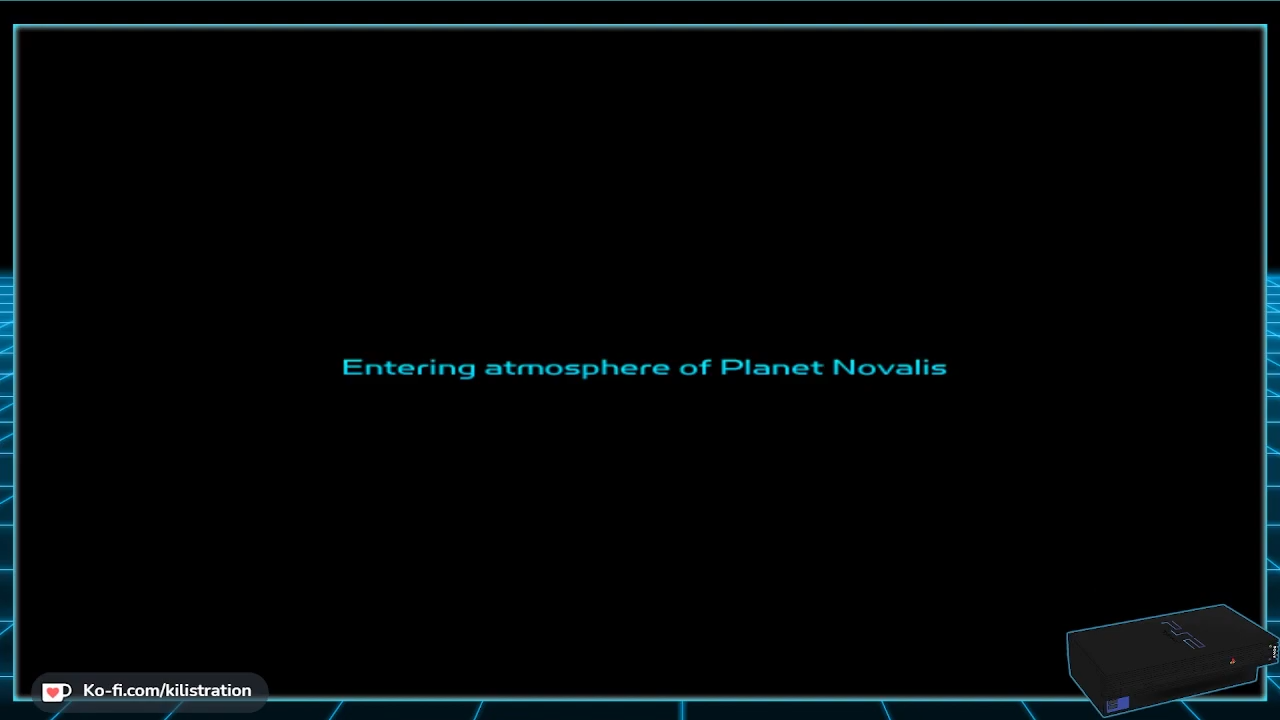 Entering atmosphere of Planet Novalis
Ko-fi.com/kilistration